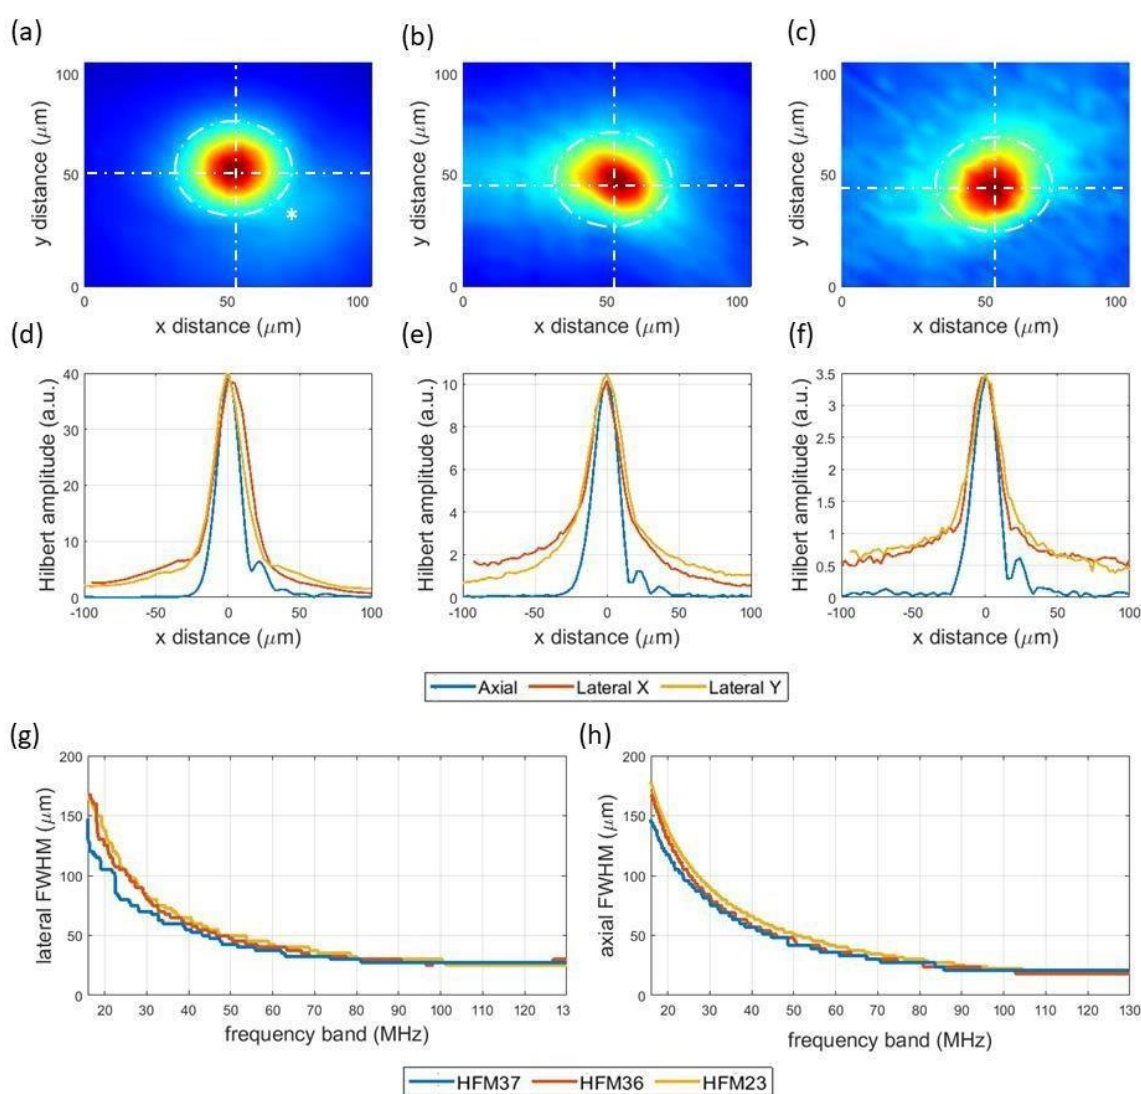 (a)
(b)
(c)
100
50
0
y distance (μm)
0
50
100
x distance (μm)
*
100
50
0
y distance (μm)
0
50
100
x distance (μm)
100
50
0
y distance (μm)
0
50
100
x distance (μm)
(d)
(e)
(f)
40
30
20
10
0
Hilbert amplitude (a.u.)
-100
-50
0
50
100
x distance (μm)
10
8
6
4
2
0
Hilbert amplitude (a.u.)
-100
-50
0
50
100
x distance (μm)
3.5
3
2.5
2
1.5
1
0.5
0
Hilbert amplitude (a.u.)
-100
-50
0
50
100
x distance (μm)
Axial
Lateral X
Lateral Y
(g)
(h)
200
150
100
50
0
lateral FWHM (μm)
20
30
40
50
60
70
80
90
100
110
120
13
frequency band (MHz)
200
150
100
50
0
axial FWHM (μm)
20
30
40
50
60
70
80
90
100
110
120
130
frequency band (MHz)
HFM37
HFM36
HFM23